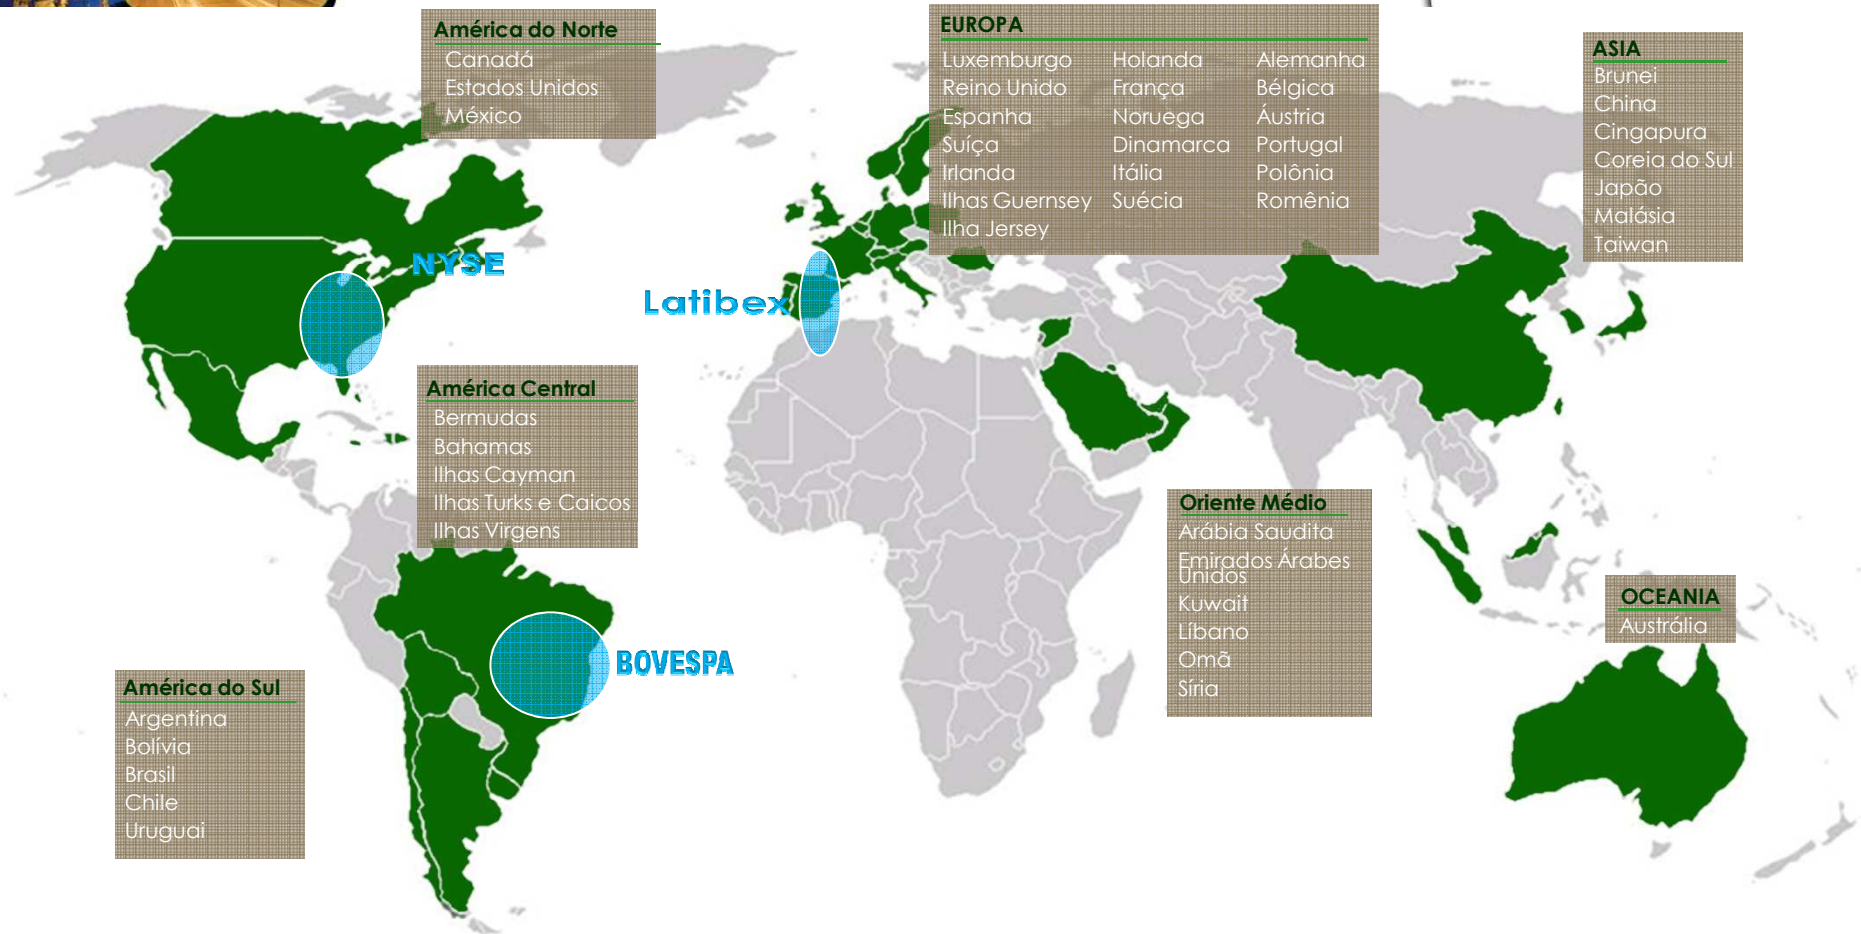 América do Norte
Canadá
Estados Unidos
México
EUROPA
Luxemburgo Holanda Alemanha
Reino Unido França Bélgica
Espanha Noruega Áustria
Suíça Dinamarca Portugal
Irlanda Itália Polônia
Ilhas Guernsey Suécia Romênia
Ilha Jersey
ASIA
Brunei
China
Cingapura
Coreia do Sul
Japão
Malásia
Taiwan
NYSE
Latibex
América Central
Bermudas
Bahamas
Ilhas Cayman
Ilhas Turks e Caicos
Ilhas Virgens
Oriente Médio
Arábia Saudita
Emirados Árabes
Unidos
Kuwait
Líbano
Omã
Síria
OCEANIA
Austrália
BOVESPA
América do Sul
Argentina
Bolívia
Brasil
Chile
Uruguai